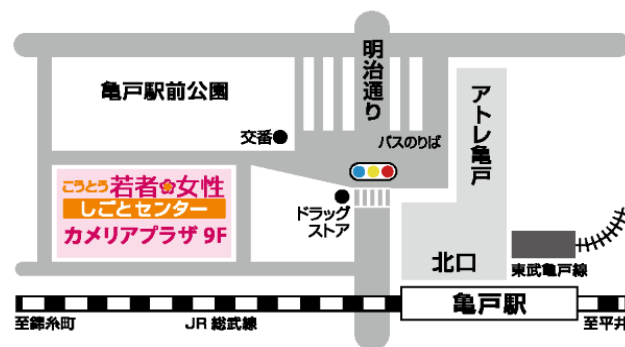 明治通り
亀戸駅前公園
アトレ亀戸
交番
バスのりば
こうとう若者女性
しごとセンター
カメリアプラザ 9F
ドラッグ
ストア
北口
東武亀戸線
亀戸駅
至錦糸町
JR 総武線
至平井